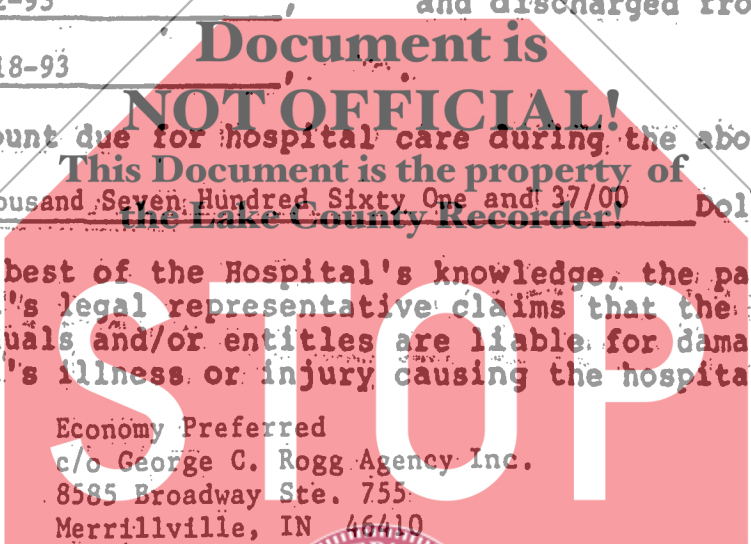 2-93 , and discharged fro
Document is
18-93 ,
NOT OFFICIAL!
ount due for hospital care during the abo
This Document is the property of
ousand Seven Hundred Sixty One and 37/00 Dol
the Lake County Recorder!
best of the Hospital's knowledge, the pa
's legal representative claims that the
uals and/or entitles are liable for dama
's illness or injury causing the hospita
STOP
Economy Preferred
c/o George C. Rogg Agency Inc.
8585 Broadway Ste. 755
Merrillville, IN 46410